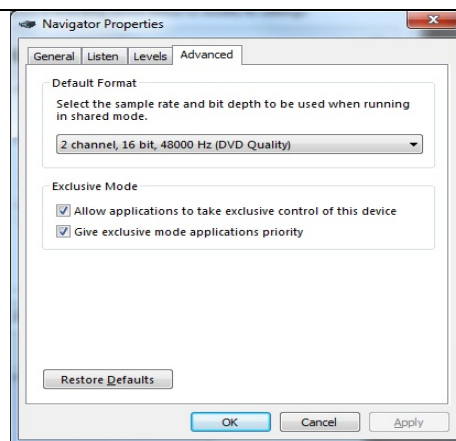 Navigator Properties
General Listen Levels Advanced
Default Format
Select the sample rate and bit depth to be used when running
in shared mode.
2 channel, 16 bit, 48000 Hz (DVD Quality)
Exclusive Mode
Allow applications to take exclusive control of this device
Give exclusive mode applications priority
Restore Defaults
OK Cancel Apply